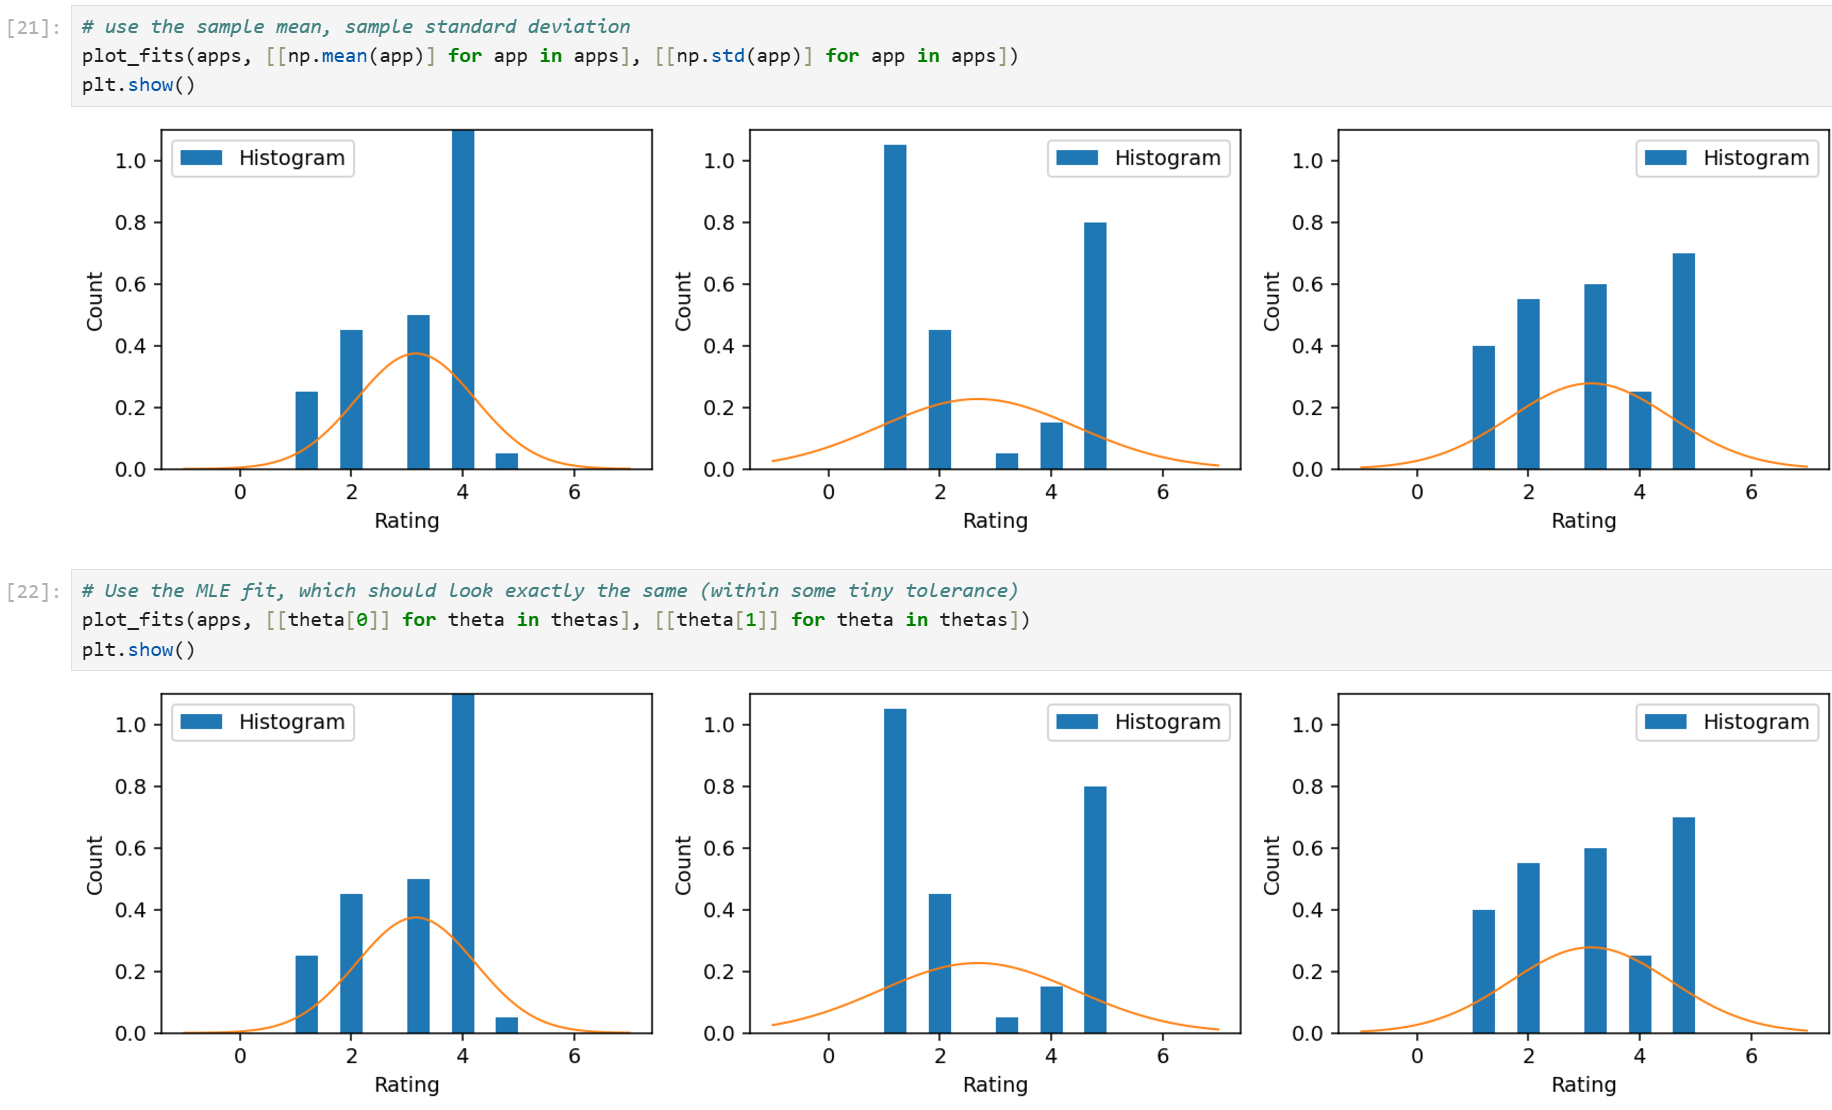 [21]: # use the sample mean, sample standard deviation
plot_fits(apps, [[np.mean(app)] for app in apps], [[np.std(app)] for app in apps])
plt.show()
Histogram Histogram Histogram
1.0 1.0 1.0
0.8 0.8 0.8
0.6 0.6 0.6
Count Count Count
0.4 0.4 0.4
0.2 0.2 0.2
0.0 0.0 0.0
0 2 4 6 0 2 4 6 0 2 4 6
Rating Rating Rating
[22]: # Use the MLE fit, which should look exactly the same (within some tiny tolerance)
plot_fits(apps, [[theta[0]] for theta in thetas], [[theta[1]] for theta in thetas])
plt.show()
Histogram Histogram Histogram
1.0 1.0 1.0
0.8 0.8 0.8
0.6 0.6 0.6
Count Count Count
0.4 0.4 0.4
0.2 0.2 0.2
0.0 0.0 0.0
0 2 4 6 0 2 4 6 0 2 4 6
Rating Rating Rating